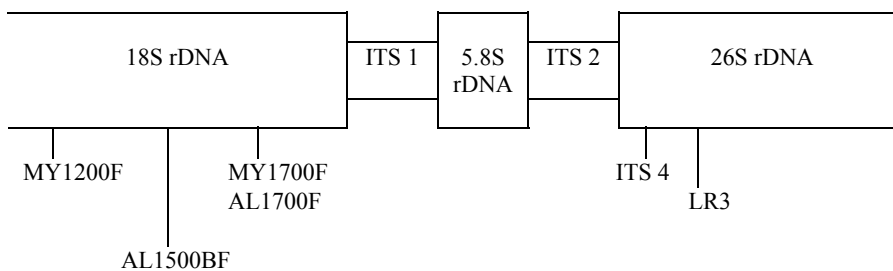 18S rDNA
ITS 1
5.8S
rDNA
ITS 2
26S rDNA
MY1200F
MY1700F
AL1700F
ITS 4
LR3
AL1500BF